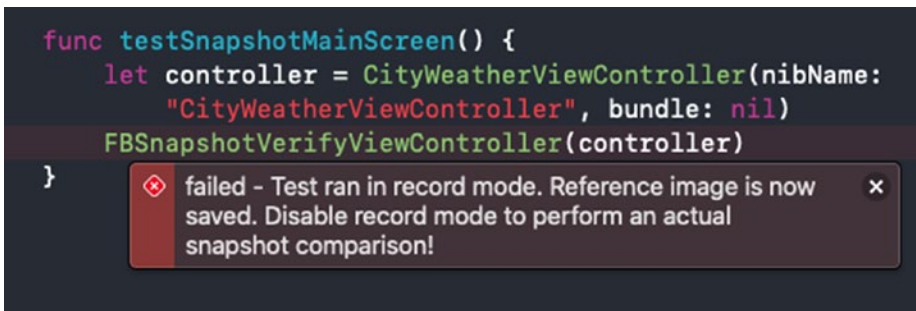 func testSnapshotMainScreen() {
let controller = CityWeatherViewController(nibName:
"CityWeatherViewController", bundle: nil)
FBSnapshotVerifyViewController(controller)
}
failed - Test ran in record mode. Reference image is now
saved. Disable record mode to perform an actual
snapshot comparison!